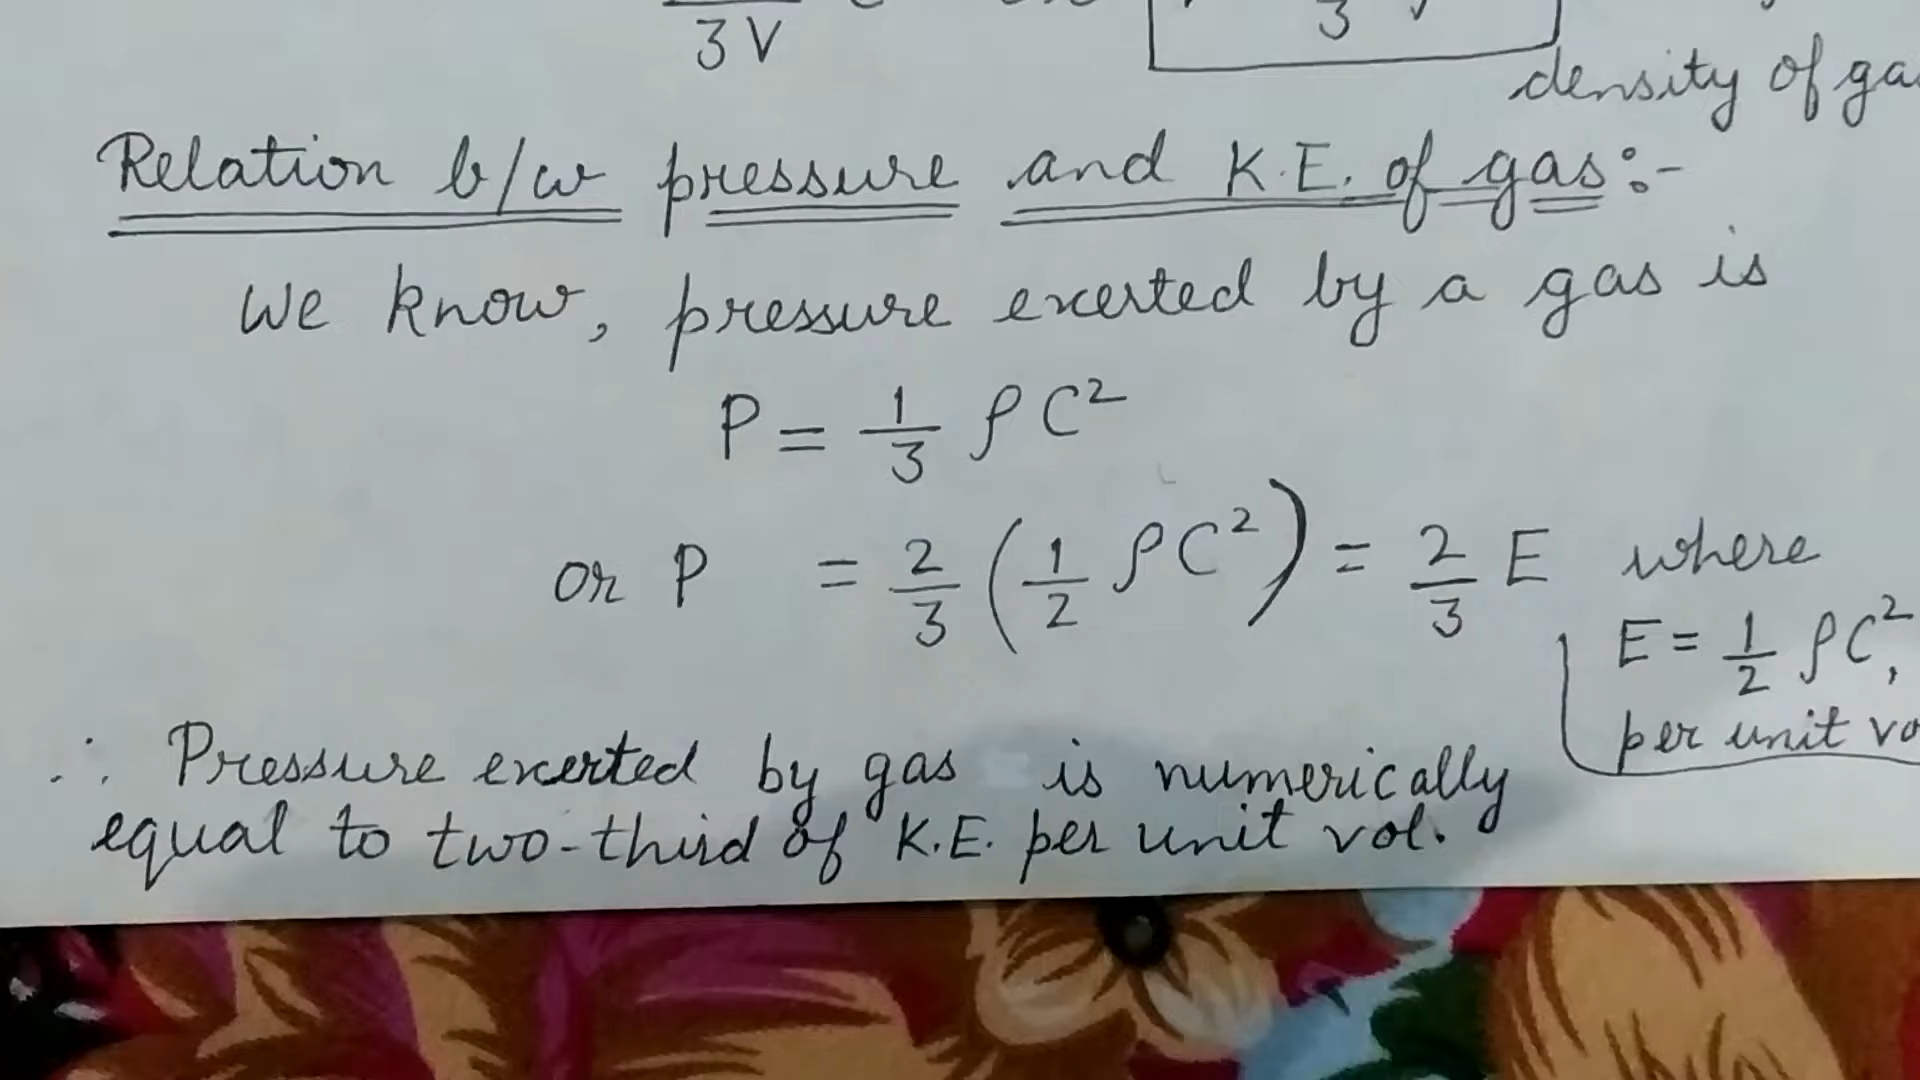 3V
3
density of ga
Relation b/w pressure and K.E. of gas:-
We know, pressure exerted by a gas is
P = 1/3 ρC²
or P = 2/3 (1/2 ρC²) = 2/3 E where
E = 1/2 ρC²,
per unit vo
∴ Pressure exerted by gas is numerically
equal to two-third of K.E. per unit vol.